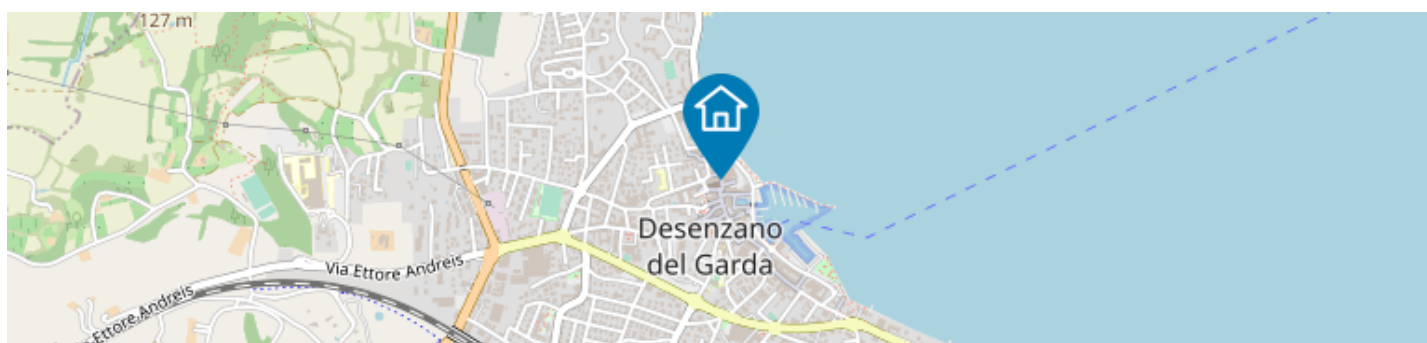 127 m
Desenzano
del Garda
Via Ettore Andreis
Ettore Andreis